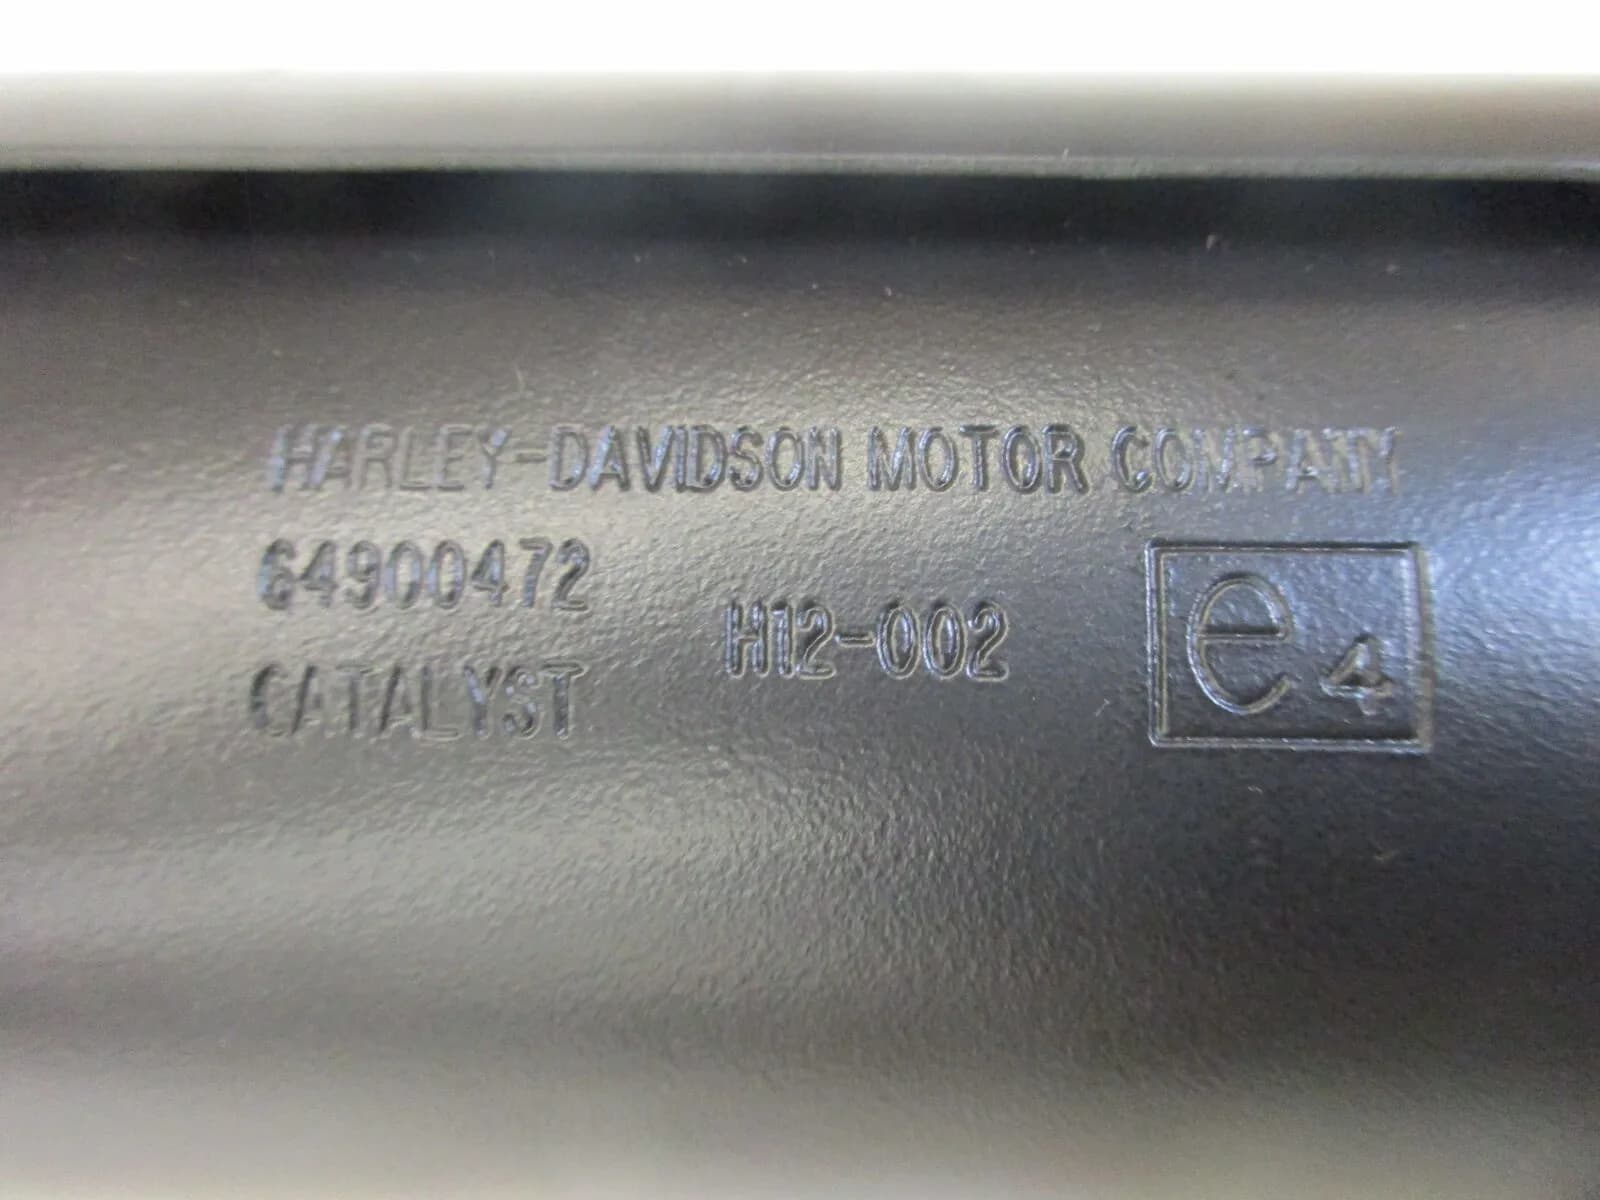 HARLEY-DAVIDSON MOTOR COMPANY
64900472
H12-002
CATALYST
e4